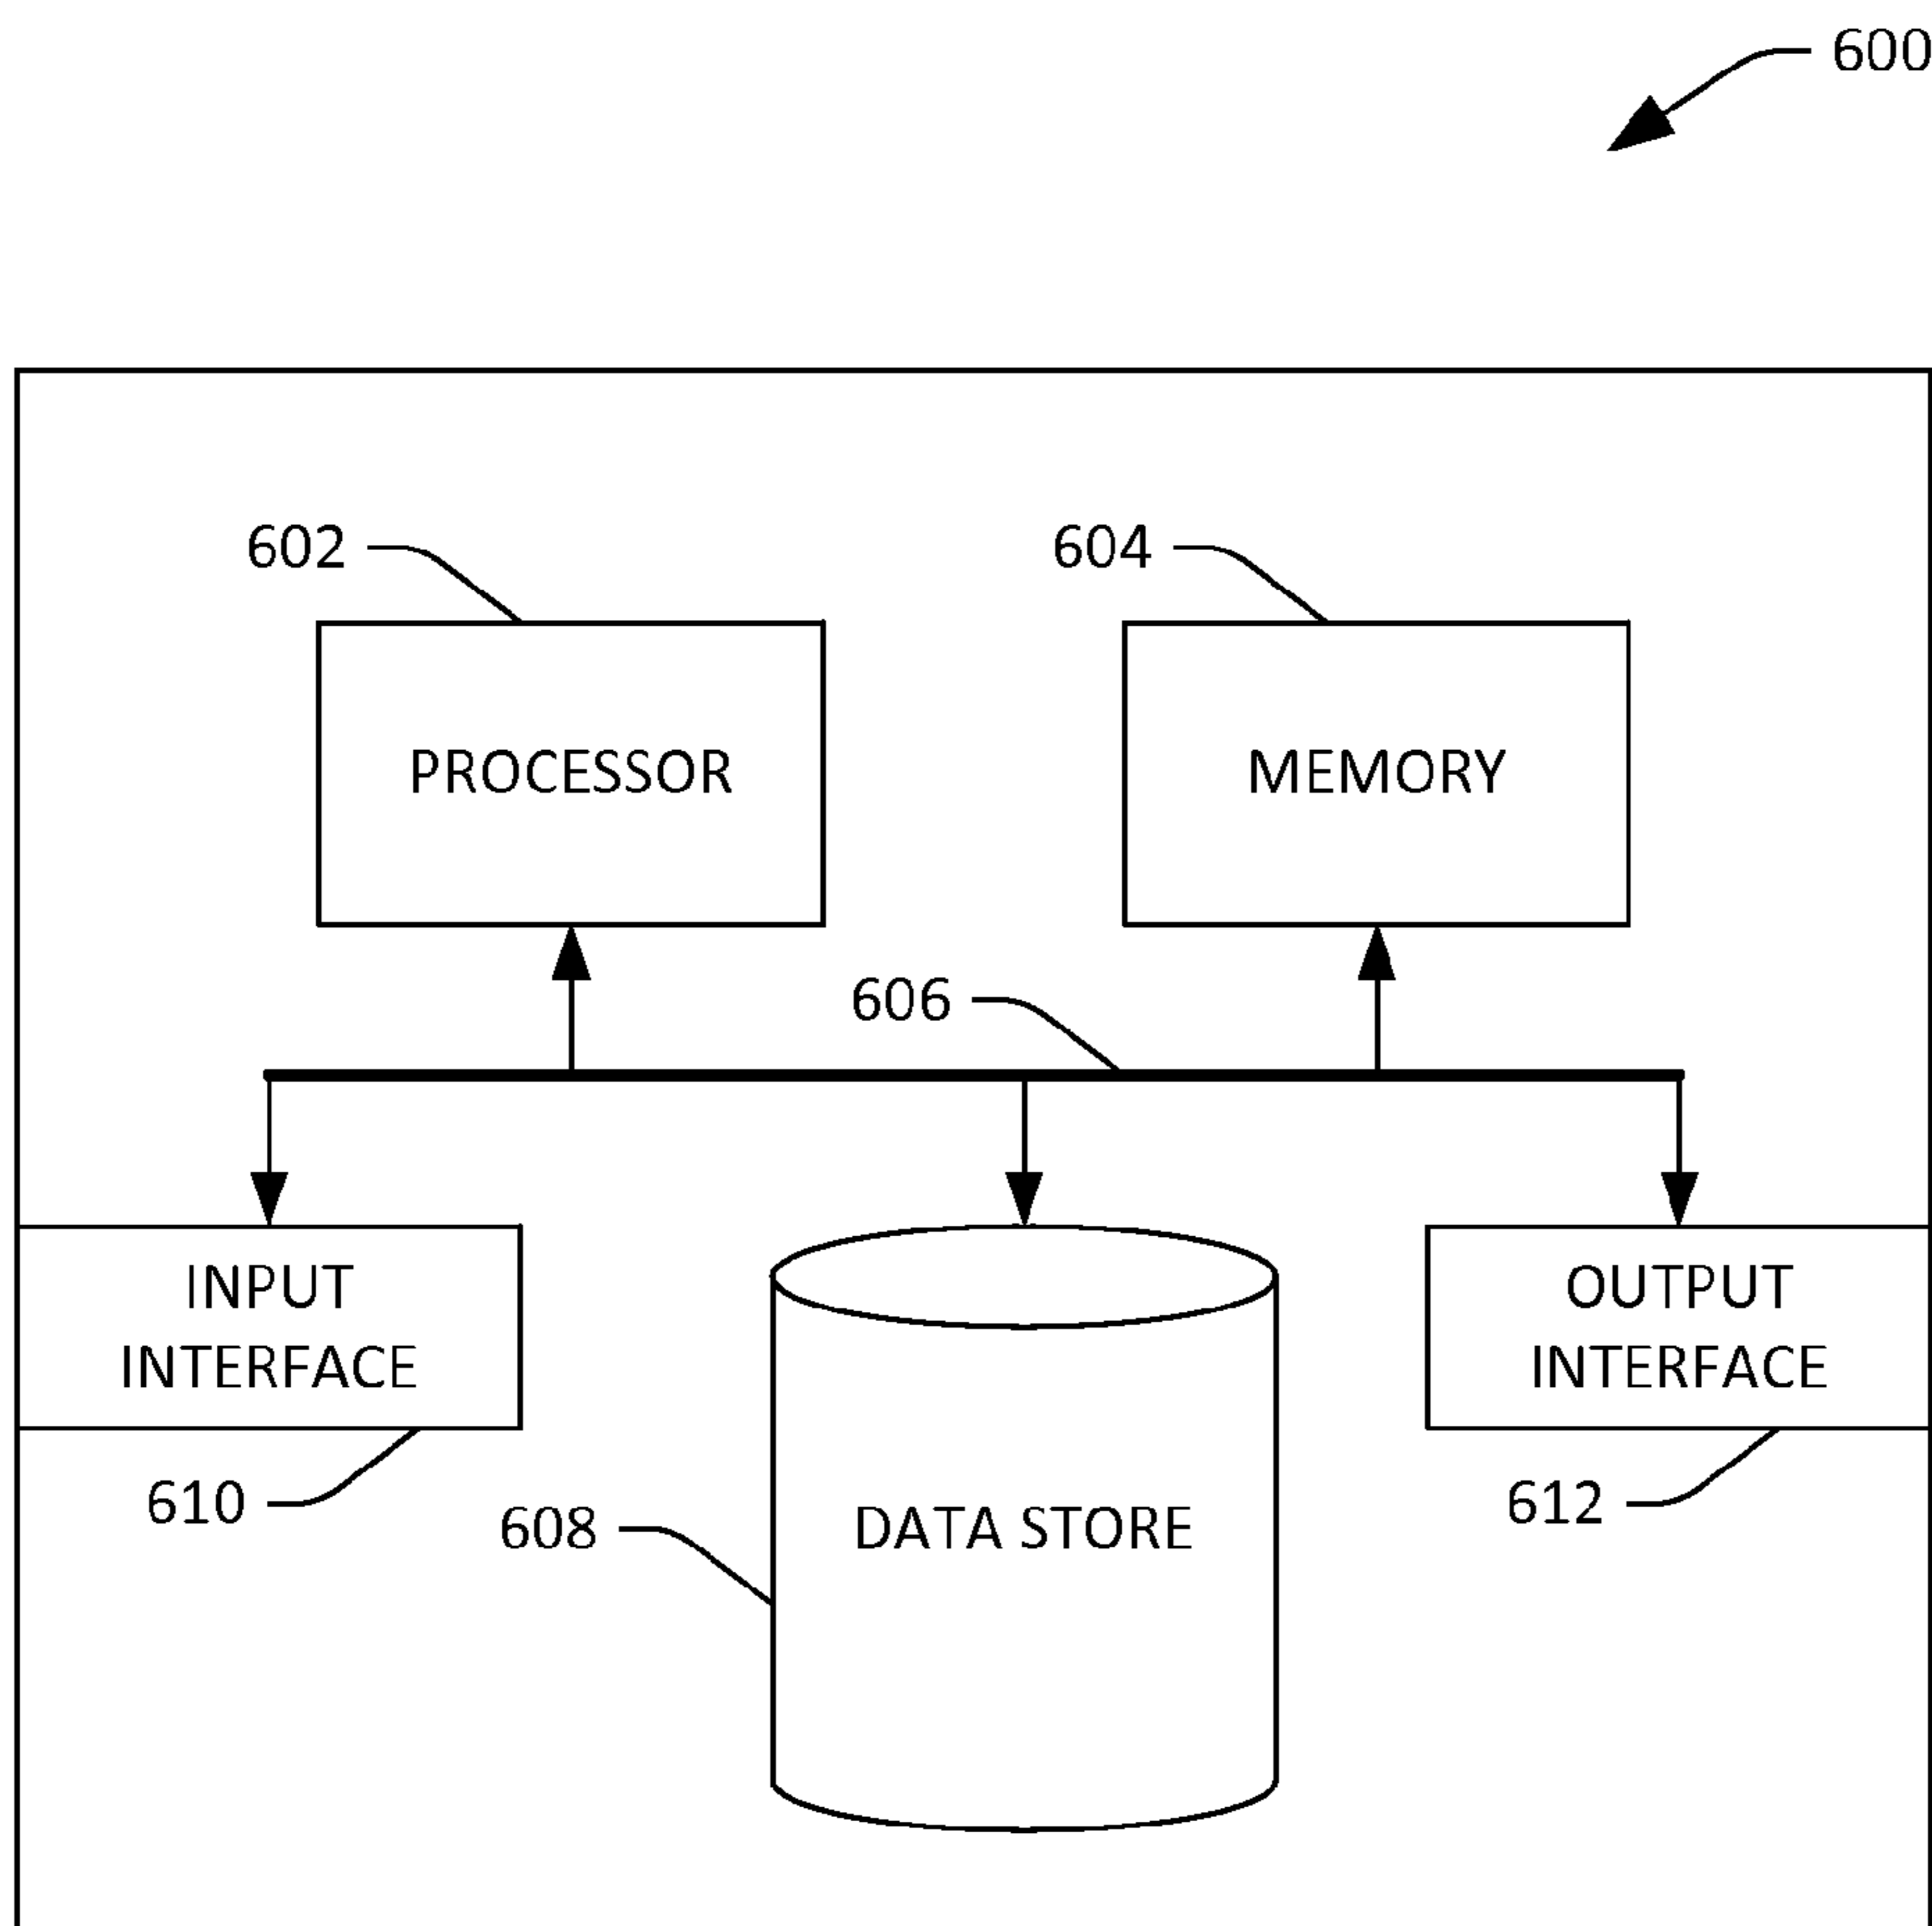 600
602
604
PROCESSOR
MEMORY
606
INPUT
INTERFACE
OUTPUT
INTERFACE
610
608
DATA STORE
612